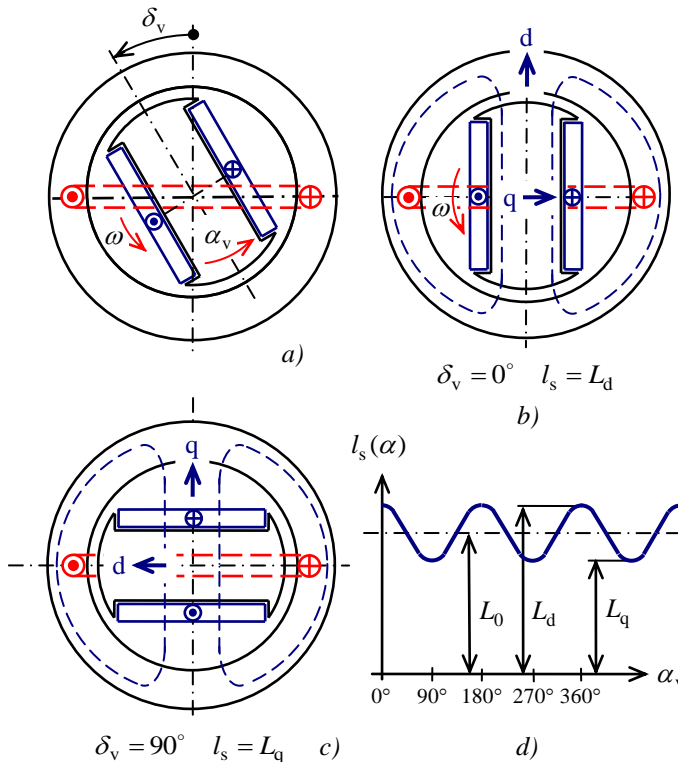 δv
ω
αv
a)
d
ω
q
δv = 0° ls = Ld
b)
q
d
δv = 90° ls = Lq
c)
ls(α)
L0
Ld
Lq
0° 90° 180° 270° 360°
αv
d)